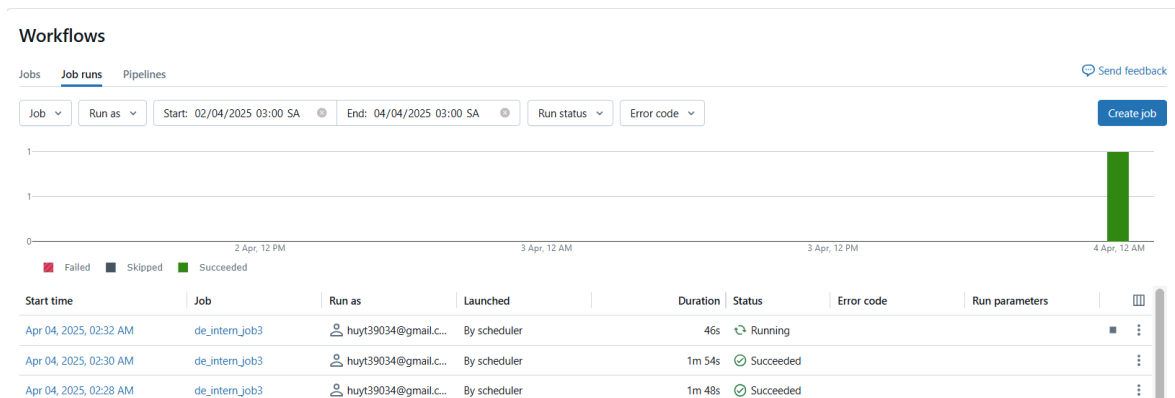 Workflows
Jobs Job runs Pipelines
Send feedback
Job Run as Start: 02/04/2025 03:00 SA End: 04/04/2025 03:00 SA Run status Error code Create job
1
1
0
2 Apr, 12 PM 3 Apr, 12 AM 3 Apr, 12 PM 4 Apr, 12 AM
Failed Skipped Succeeded
Start time Job Run as Launched Duration Status Error code Run parameters
Apr 04, 2025, 02:32 AM de_intern_job3 huyt39034@gmail.c... By scheduler 46s Running
Apr 04, 2025, 02:30 AM de_intern_job3 huyt39034@gmail.c... By scheduler 1m 54s Succeeded
Apr 04, 2025, 02:28 AM de_intern_job3 huyt39034@gmail.c... By scheduler 1m 48s Succeeded